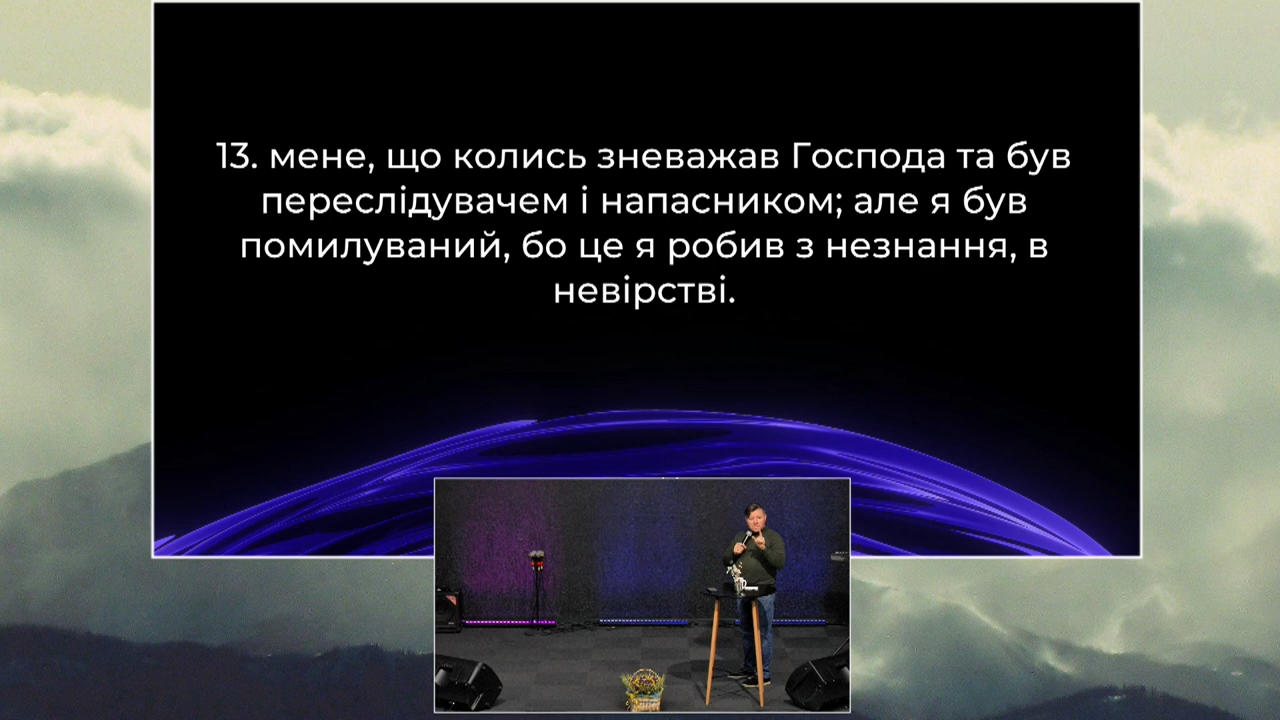 13. мене, що колись зневажав Господа та був
переслідувачем і напасником; але я був
помилуваний, бо це я робив з незнання, в
невірстві.